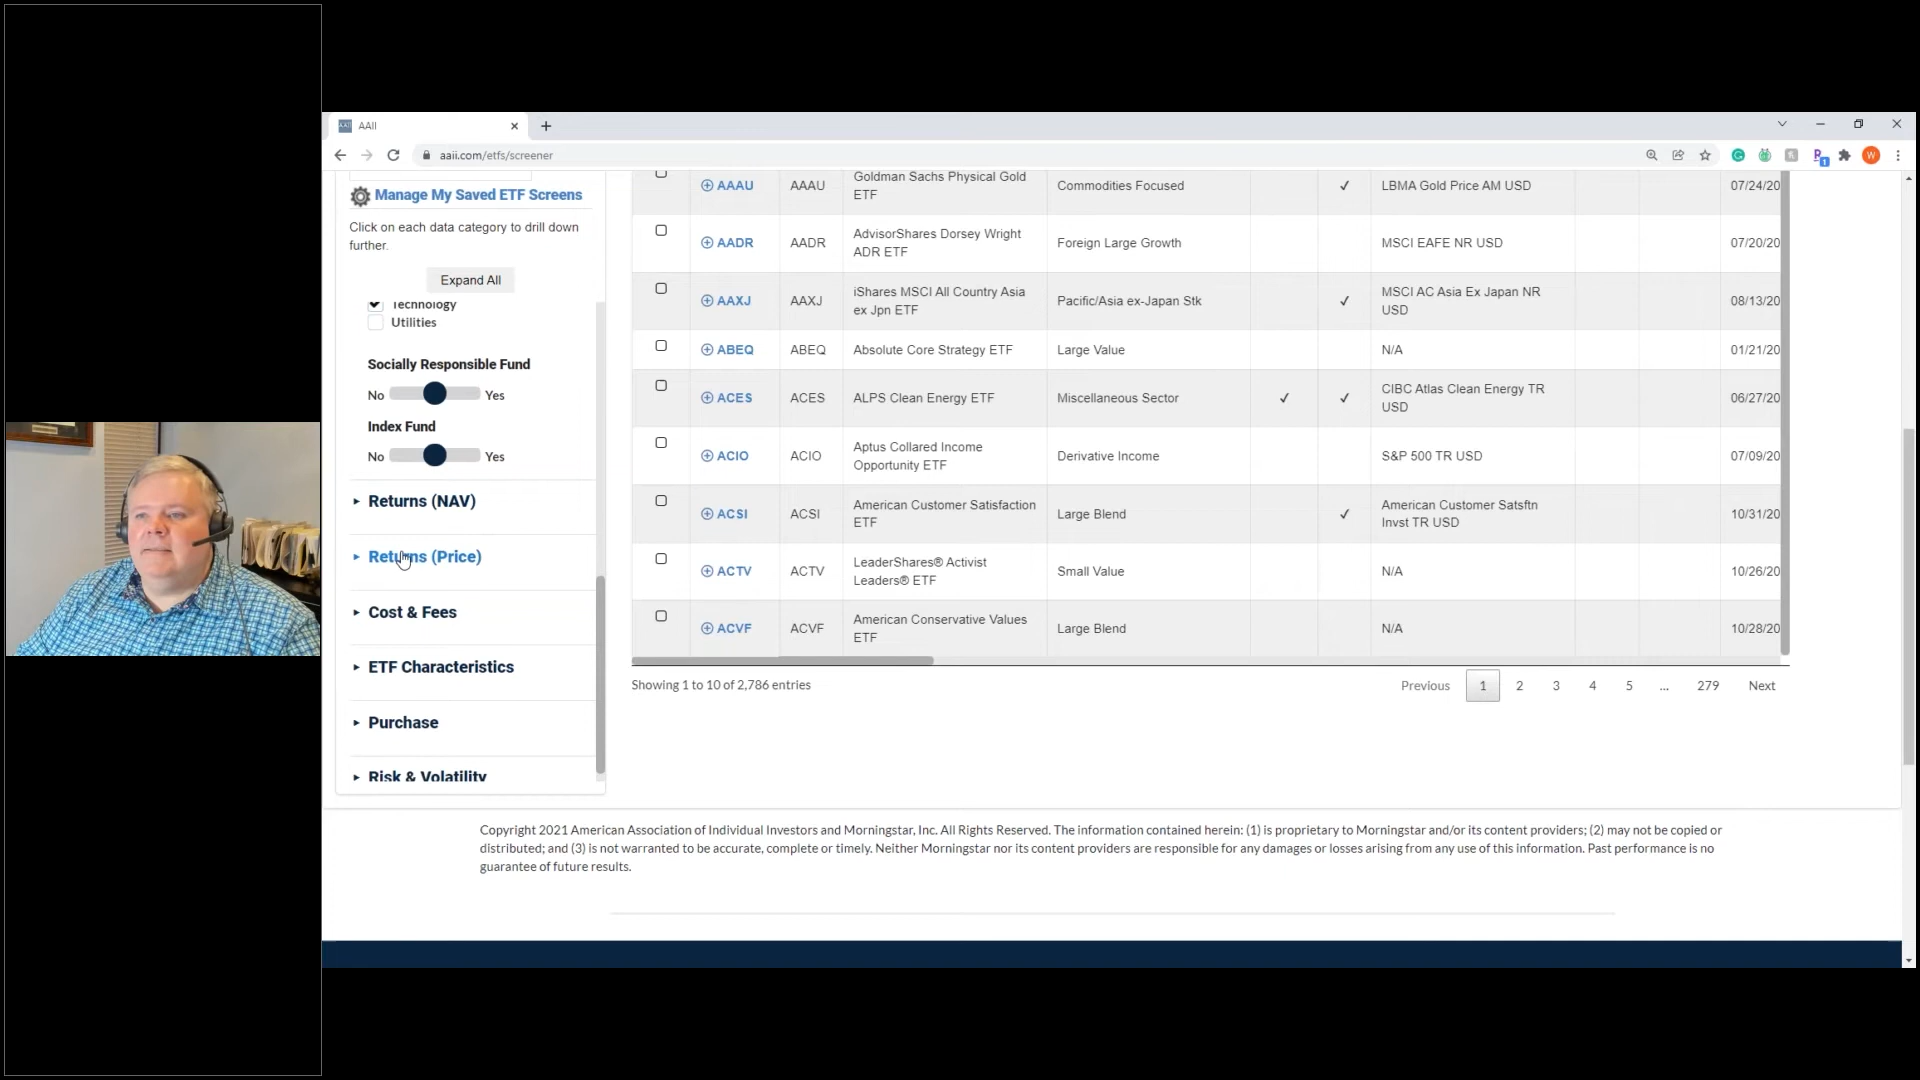 AAII
aaii.com/etfs/screener
W
1
Manage My Saved ETF Screens
Click on each data category to drill down
further.
Expand All
Technology
Utilities
Socially Responsible Fund
No Yes
Index Fund
No Yes
Returns (NAV)
Returns (Price)
Cost & Fees
ETF Characteristics
Purchase
Risk & Volatility
AAAU AAAU Goldman Sachs Physical Gold ETF Commodities Focused ✓ LBMA Gold Price AM USD 07/24/20
AADR AADR AdvisorShares Dorsey Wright ADR ETF Foreign Large Growth MSCI EAFE NR USD 07/20/20
AAXJ AAXJ iShares MSCI All Country Asia ex Jpn ETF Pacific/Asia ex-Japan Stk ✓ MSCI AC Asia Ex Japan NR USD 08/13/20
ABEQ ABEQ Absolute Core Strategy ETF Large Value N/A 01/21/20
ACES ACES ALPS Clean Energy ETF Miscellaneous Sector ✓ ✓ CIBC Atlas Clean Energy TR USD 06/27/20
ACIO ACIO Aptus Collared Income Opportunity ETF Derivative Income S&P 500 TR USD 07/09/20
ACSI ACSI American Customer Satisfaction ETF Large Blend ✓ American Customer Satsftn Invst TR USD 10/31/20
ACTV ACTV LeaderShares® Activist Leaders® ETF Small Value N/A 10/26/20
ACVF ACVF American Conservative Values ETF Large Blend N/A 10/28/20
Showing 1 to 10 of 2,786 entries
Previous 1 2 3 4 5 ... 279 Next
Copyright 2021 American Association of Individual Investors and Morningstar, Inc. All Rights Reserved. The information contained herein: (1) is proprietary to Morningstar and/or its content providers; (2) may not be copied or
distributed; and (3) is not warranted to be accurate, complete or timely. Neither Morningstar nor its content providers are responsible for any damages or losses arising from any use of this information. Past performance is no
guarantee of future results.